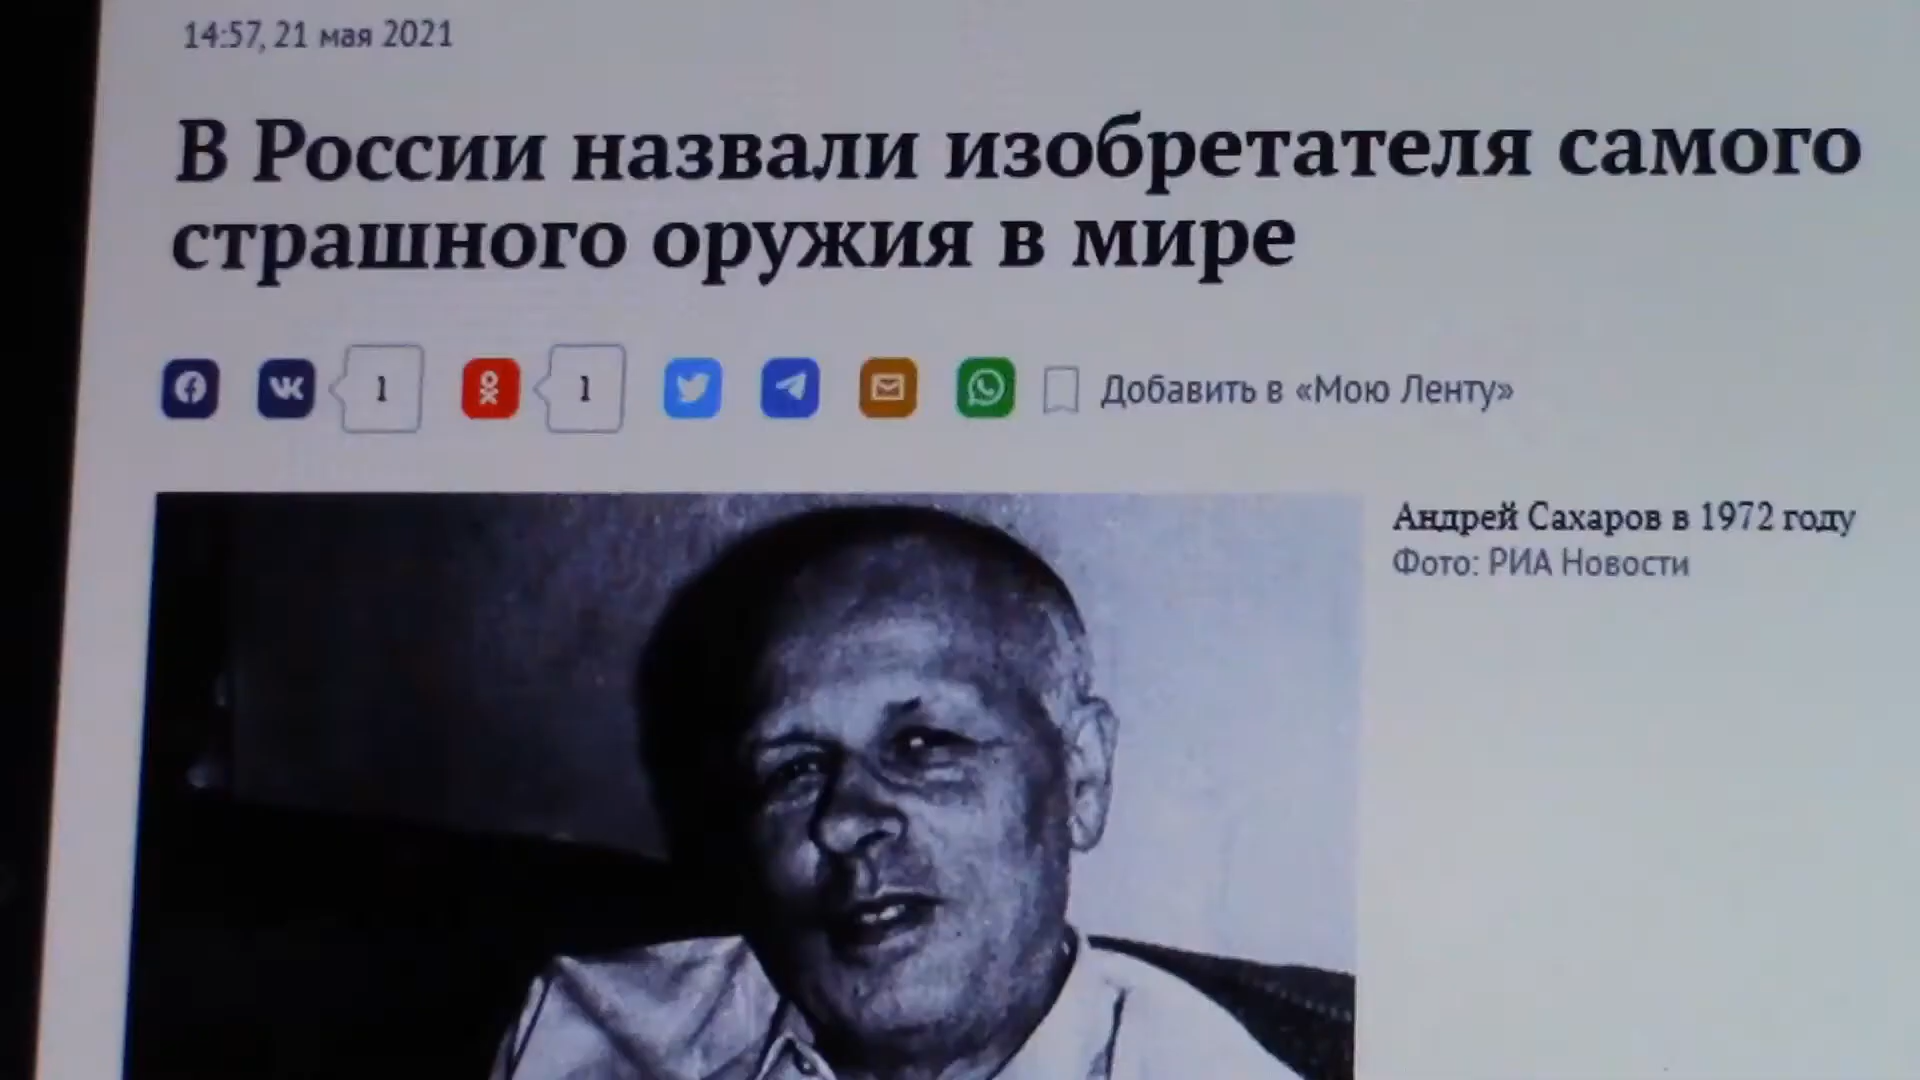 14:57, 21 мая 2021
В России назвали изобретателя самого
страшного оружия в мире
1
1
Добавить в «Мою Ленту»
Андрей Сахаров в 1972 году
Фото: РИА Новости